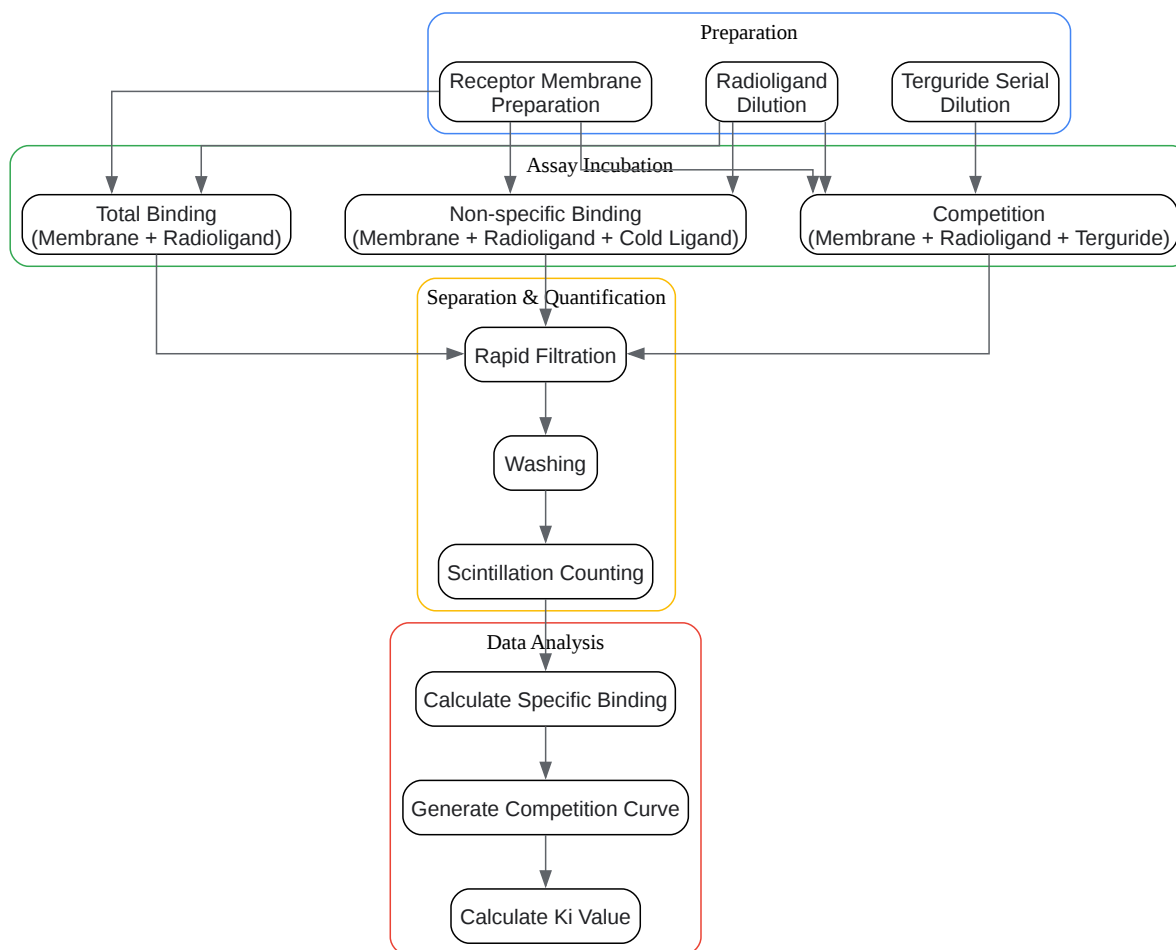 Preparation
Receptor Membrane
Preparation
Radioligand
Dilution
Terguride Serial
Dilution
Assay Incubation
Total Binding
(Membrane + Radioligand)
Non-specific Binding
(Membrane + Radioligand + Cold Ligand)
Competition
(Membrane + Radioligand + Terguride)
Separation & Quantification
Rapid Filtration
Washing
Scintillation Counting
Data Analysis
Calculate Specific Binding
Generate Competition Curve
Calculate Ki Value